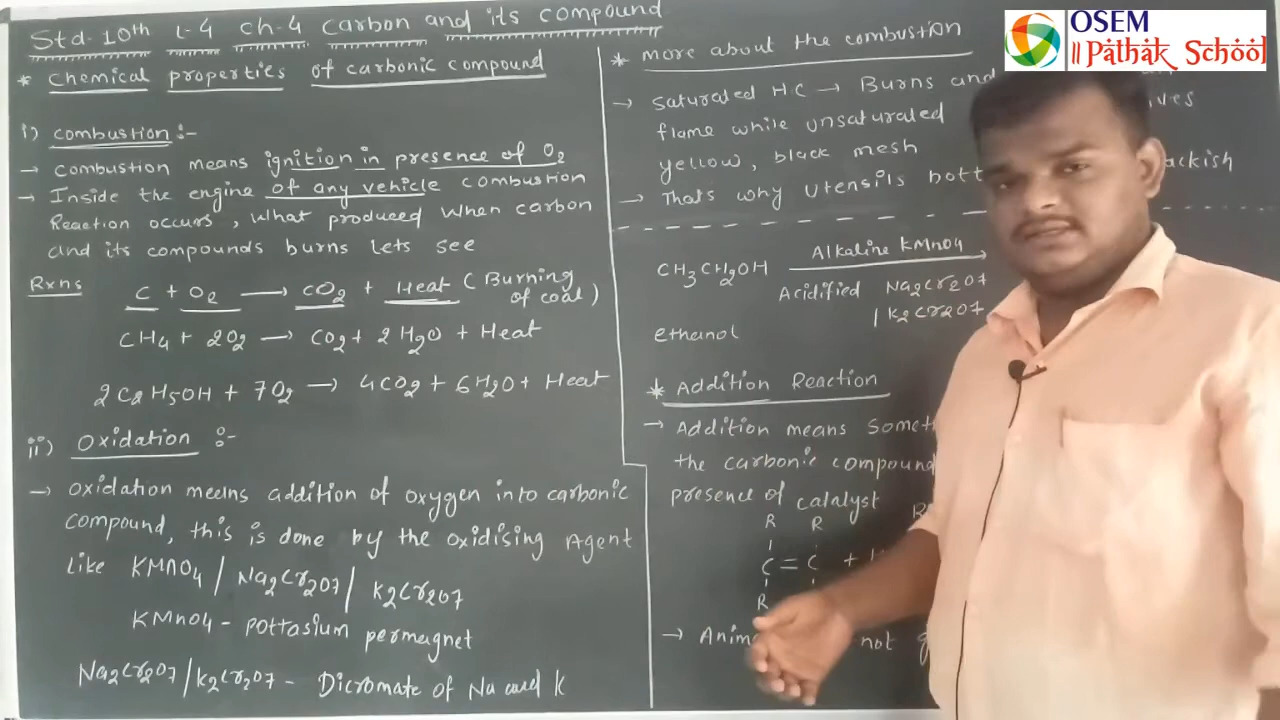 Std-10th L-4 Ch-4 Carbon and its compound
* Chemical properties of carbonic compound
i) Combustion :-
→ Combustion means ignition in presence of O2
→ Inside the engine of any vehicle combustion
Reaction occurs, what produced when carbon
and its compounds burns lets see
Rxns C + O2 → CO2 + Heat (Burning of coal)
CH4 + 2O2 → CO2 + 2H2O + Heat
2C2H5OH + 7O2 → 4CO2 + 6H2O + Heat
ii) Oxidation :-
→ Oxidation meens addition of oxygen into carbonic
compound, this is done by the oxidising Agent
like KMnO4 / Na2Cr2O7 / K2Cr2O7
KMnO4 - pottasium permagnet
Na2Cr2O7 / K2Cr2O7 - Dicromate of Na and K
* more about the combustion
→ Saturated HC → Burns and
flame while unsaturated
yellow, black mesh
→ Thats why Utensils
CH3CH2OH Alkaline KMnO4 →
Acidified Na2Cr2O7
/ K2Cr2O7
ethanol
* Addition Reaction
→ Addition means
the carbonic compound
presence of catalyst
R R
C = C +
R
→ not
OSEM
Pathak School